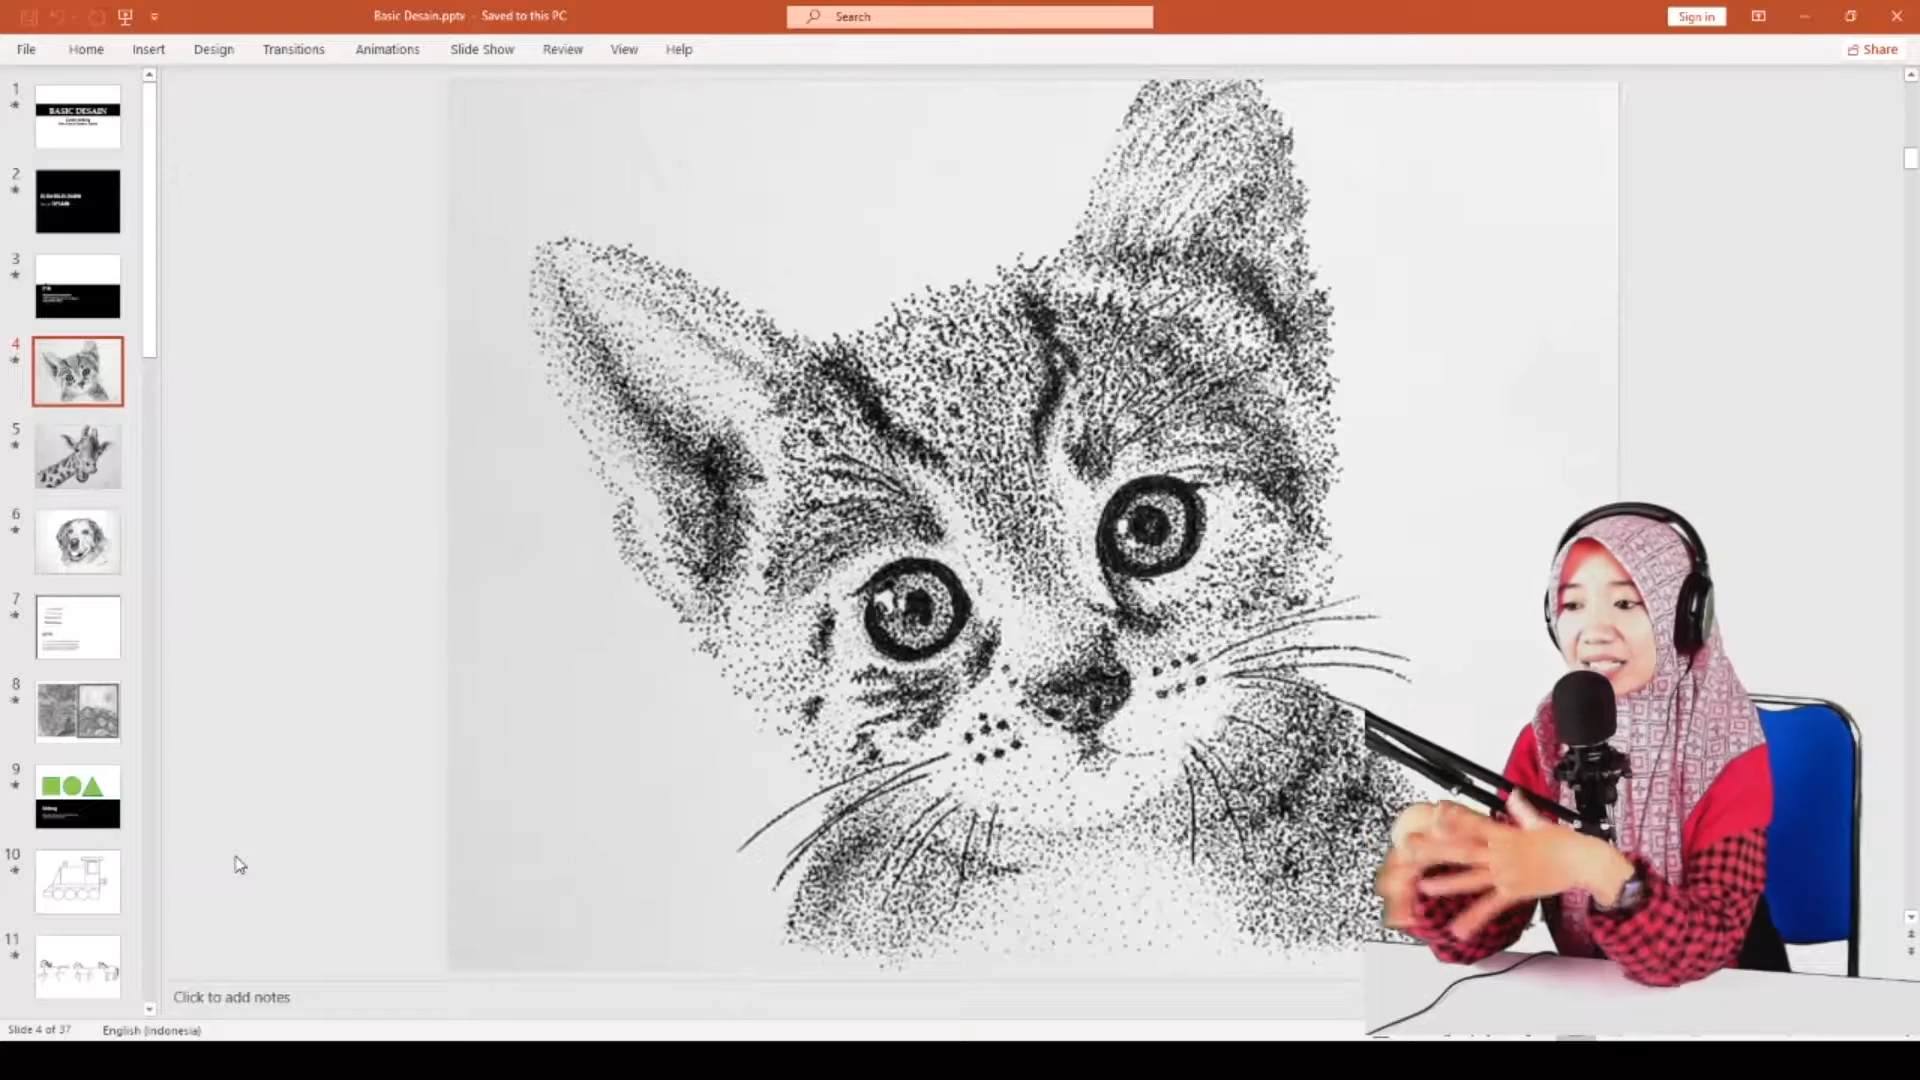 Basic Desain.pptx - Saved to this PC
Search
Sign in
File Home Insert Design Transitions Animations Slide Show Review View Help
Share
1
BASIC DESAIN
2
3
4
5
6
7
8
9
10
11
Click to add notes
Slide 4 of 37
English (Indonesia)